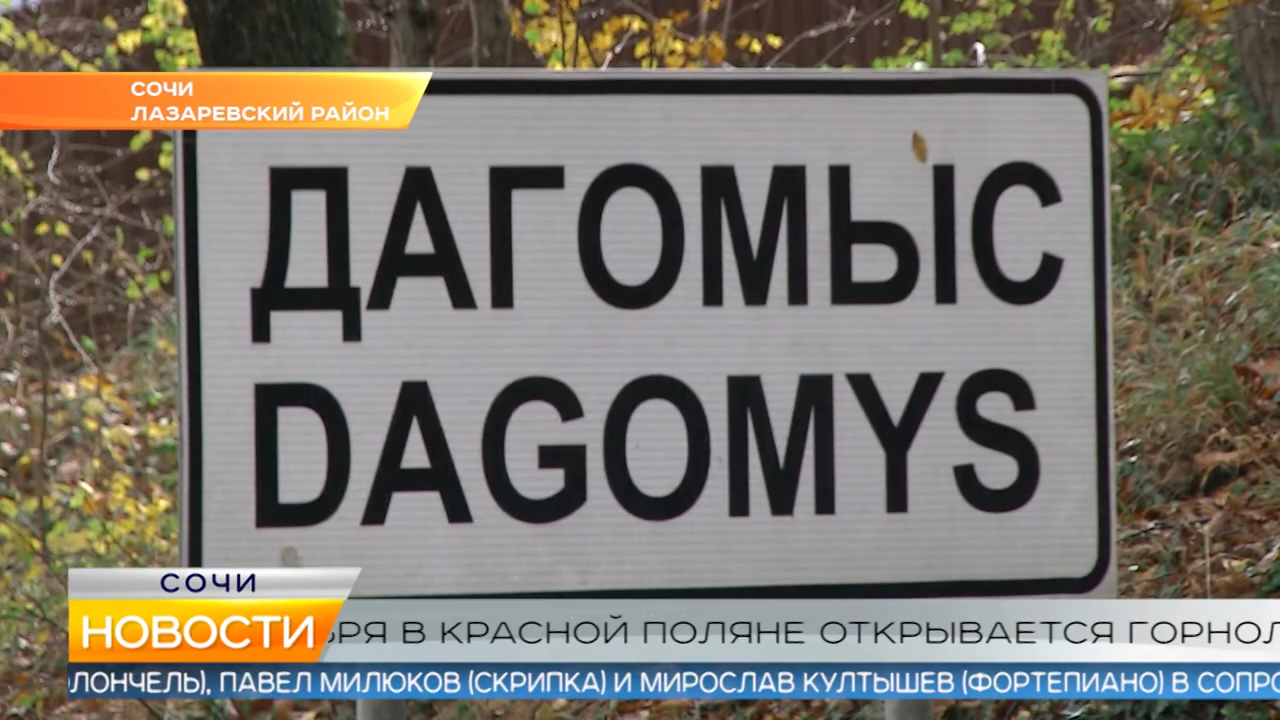 СОЧИ
ЛАЗАРЕВСКИЙ РАЙОН
ДАГОМЫС
DAGOMYS
СОЧИ
НОВОСТИ
В КРАСНОЙ ПОЛЯНЕ ОТКРЫВАЕТСЯ
ПАВЕЛ МИЛЮКОВ (СКРИПКА) И МИРОСЛАВ КУЛТЫШЕВ (ФОРТЕПИАНО) В